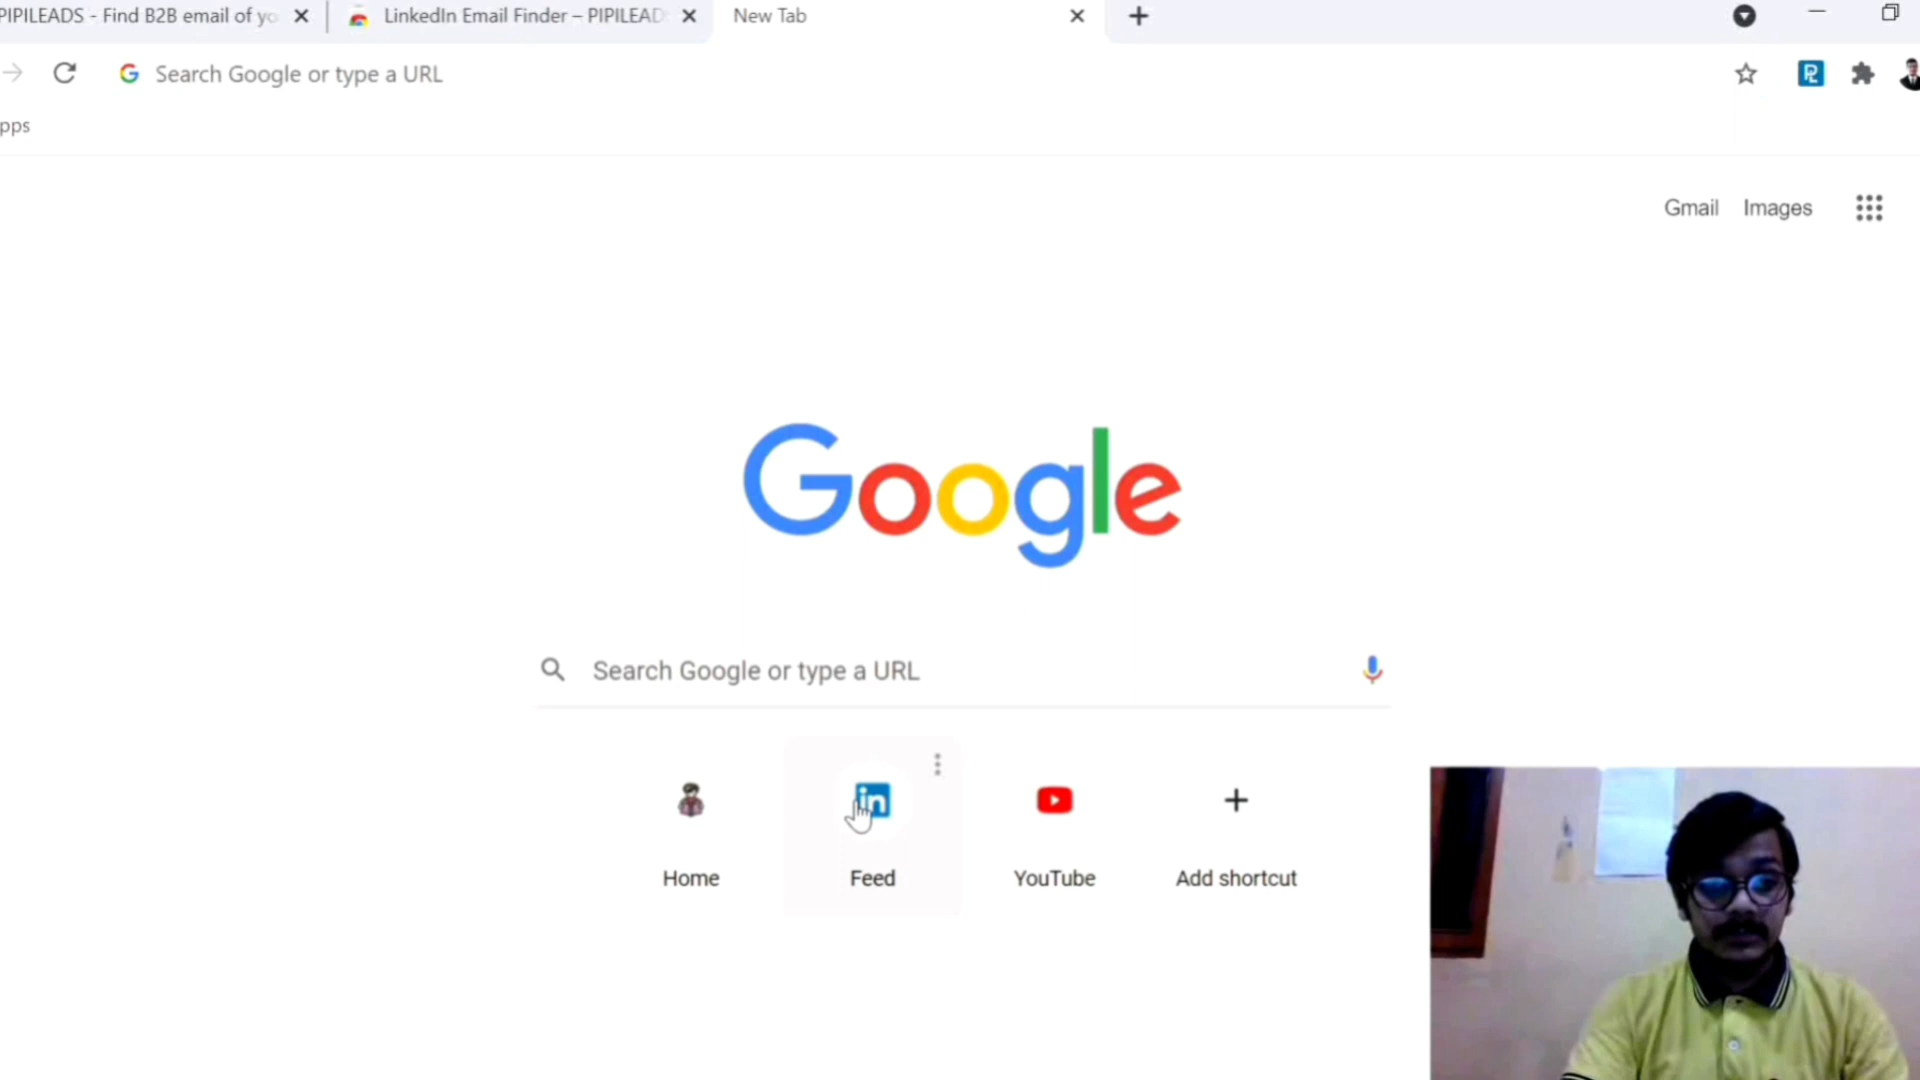 PIPILEADS - Find B2B email of yo
LinkedIn Email Finder – PIPILEAD
New Tab
Search Google or type a URL
pps
Gmail
Images
Google
Search Google or type a URL
in
Home
Feed
YouTube
Add shortcut